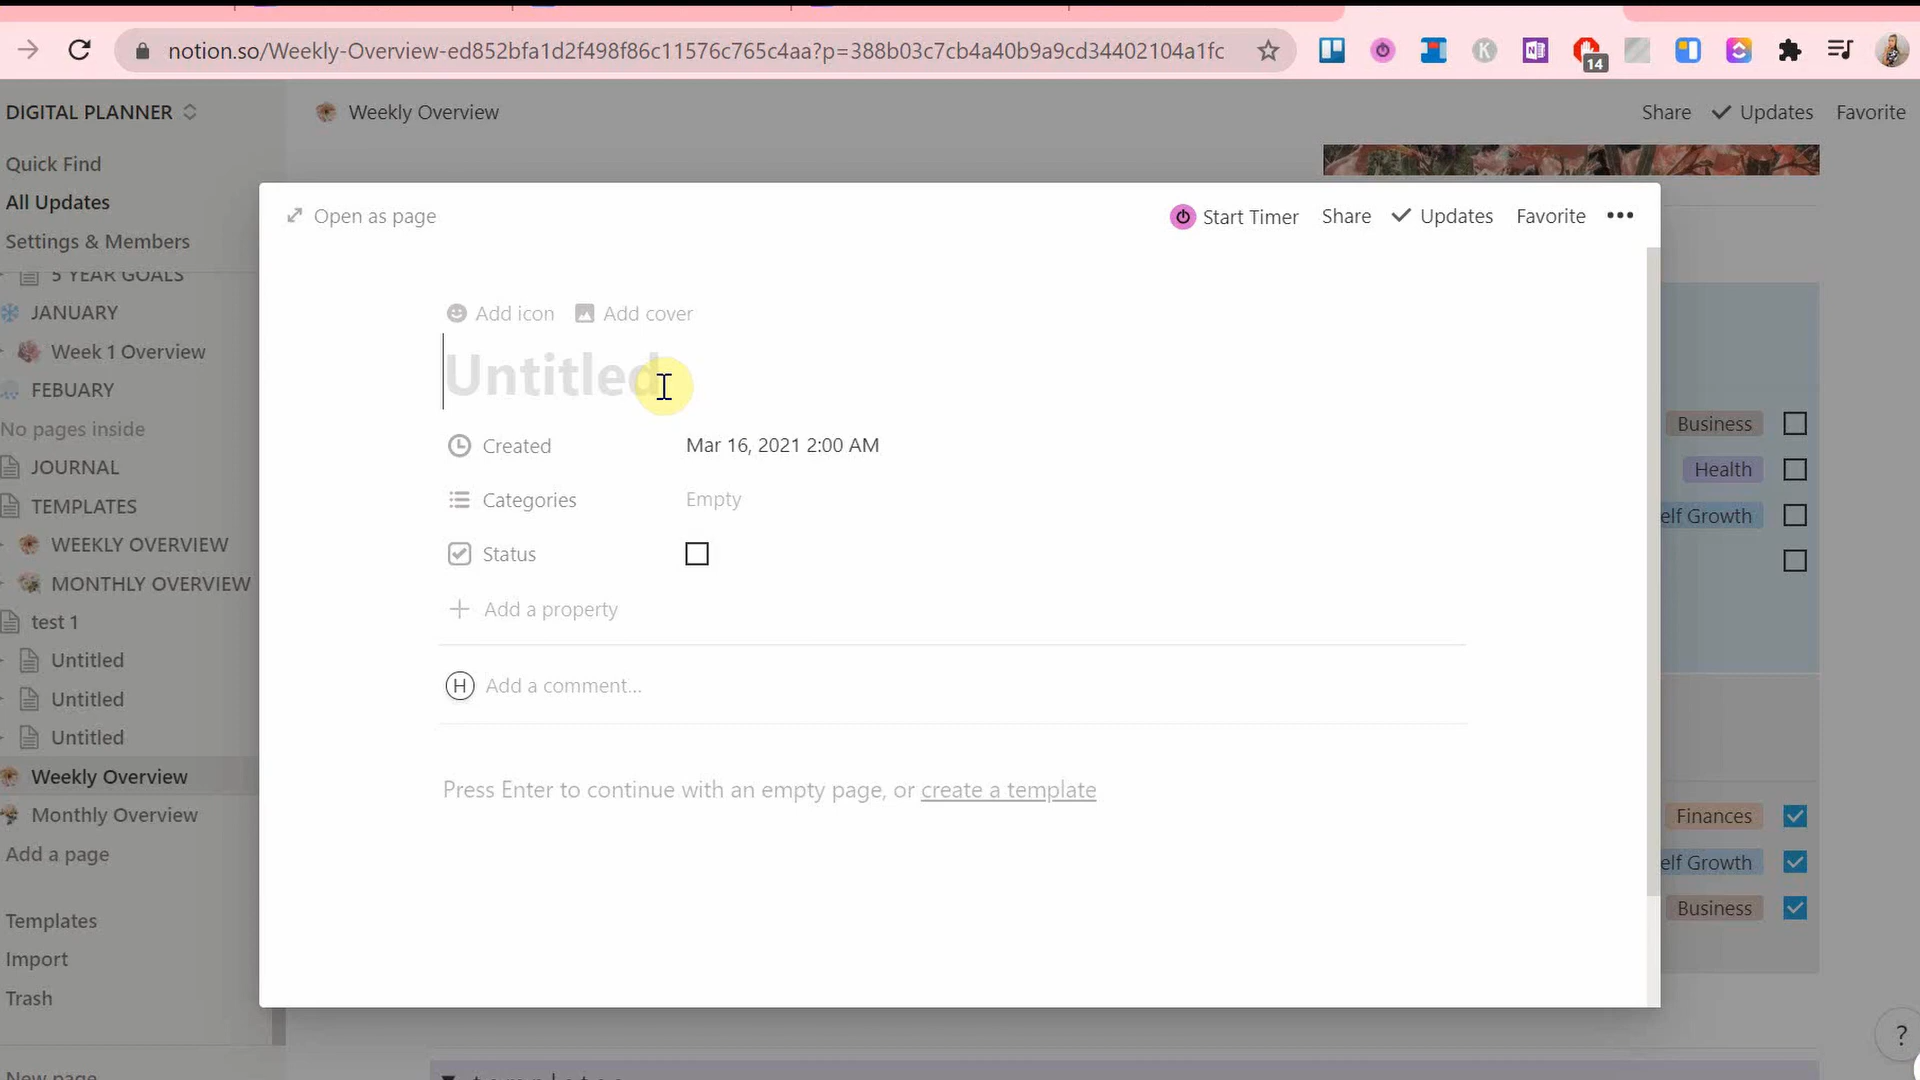 notion.so/Weekly-Overview-ed852bfa1d2f498f86c11576c765c4aa?p=388b03c7cb4a40b9a9cd34402104a1fc
K
N
14
DIGITAL PLANNER
Weekly Overview
Share
Updates
Favorite
Quick Find
All Updates
Settings & Members
5 YEAR GOALS
JANUARY
Week 1 Overview
FEBUARY
No pages inside
JOURNAL
TEMPLATES
WEEKLY OVERVIEW
MONTHLY OVERVIEW
test 1
Untitled
Untitled
Untitled
Weekly Overview
Monthly Overview
Add a page
Templates
Import
Trash
New page
Open as page
Start Timer
Share
Updates
Favorite
Add icon
Add cover
Untitled
Created
Mar 16, 2021 2:00 AM
Categories
Empty
Status
Add a property
H
Add a comment...
Press Enter to continue with an empty page, or create a template
Business
Health
elf Growth
Finances
elf Growth
Business
?